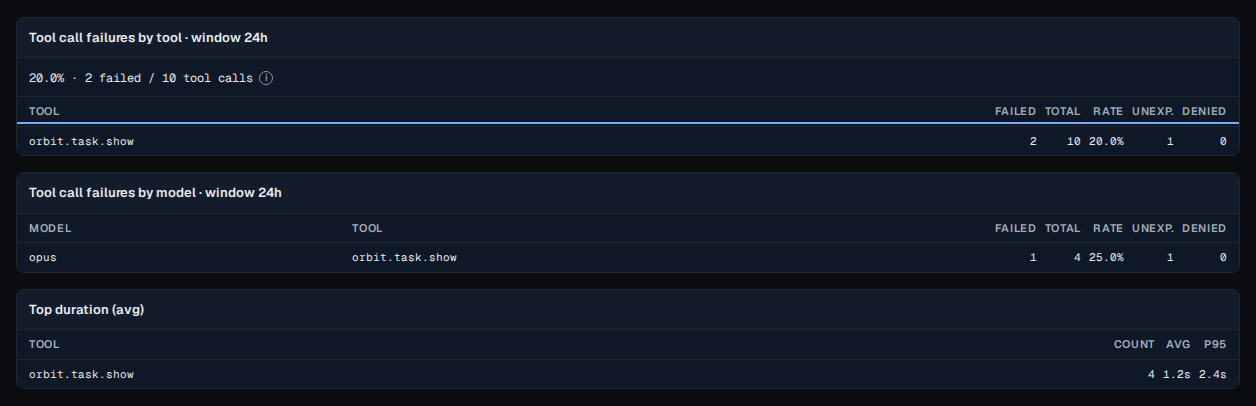 Tool call failures by tool · window 24h
20.0% · 2 failed / 10 tool calls ⓘ
TOOL FAILED TOTAL RATE UNEXP. DENIED
orbit.task.show 2 10 20.0% 1 0
Tool call failures by model · window 24h
MODEL TOOL FAILED TOTAL RATE UNEXP. DENIED
opus orbit.task.show 1 4 25.0% 1 0
Top duration (avg)
TOOL COUNT AVG P95
orbit.task.show 4 1.2s 2.4s